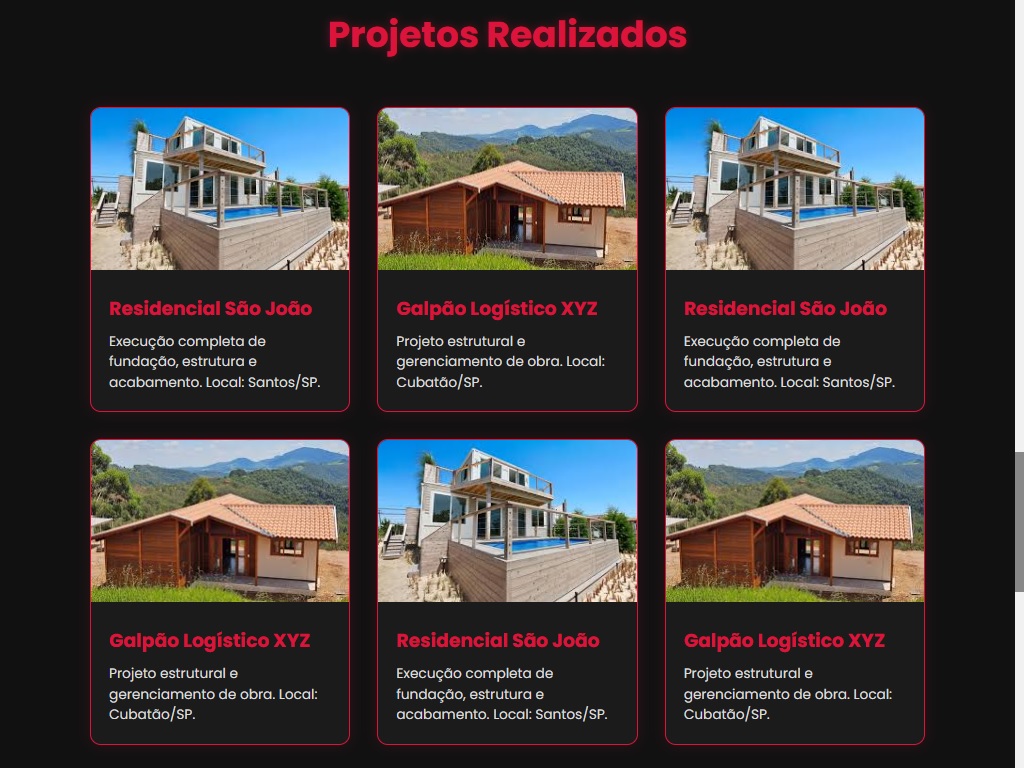 Projetos Realizados
Residencial São João
Execução completa de
fundação, estrutura e
acabamento. Local: Santos/SP.
Galpão Logístico XYZ
Projeto estrutural e
gerenciamento de obra. Local:
Cubatão/SP.
Residencial São João
Execução completa de
fundação, estrutura e
acabamento. Local: Santos/SP.
Galpão Logístico XYZ
Projeto estrutural e
gerenciamento de obra. Local:
Cubatão/SP.
Residencial São João
Execução completa de
fundação, estrutura e
acabamento. Local: Santos/SP.
Galpão Logístico XYZ
Projeto estrutural e
gerenciamento de obra. Local:
Cubatão/SP.